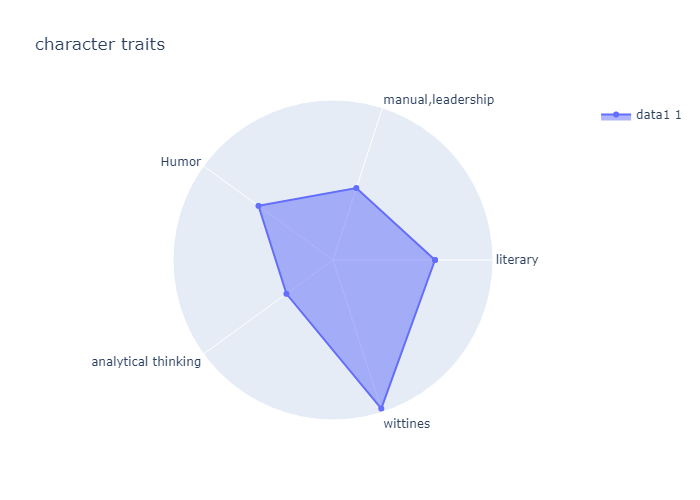 character traits
manual,leadership
data1 1
Humor
literary
analytical thinking
wittines